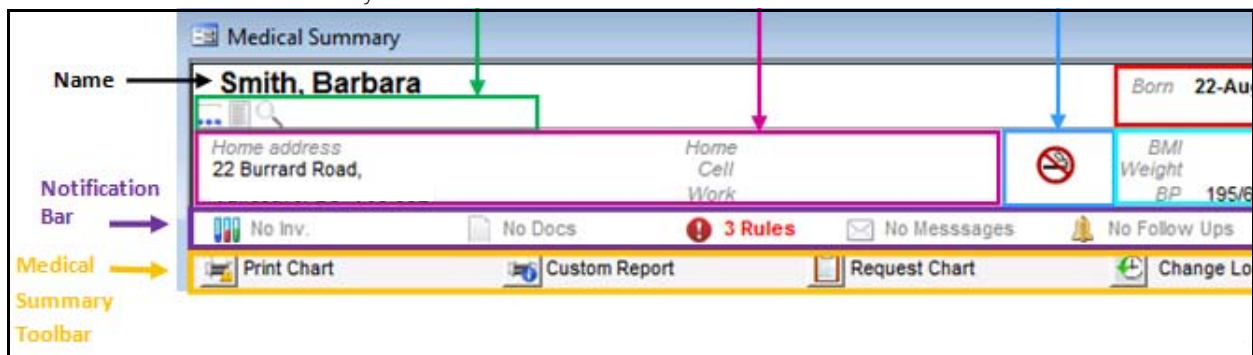 Medical Summary
Name
Smith, Barbara
Born 22-Au
Home address Home BMI
22 Burrard Road, Cell Weight
Work BP 195/6
Notification
Bar
No Inv. No Docs 3 Rules No Messsages No Follow Ups
Medical
Summary
Toolbar
Print Chart Custom Report Request Chart Change Lo